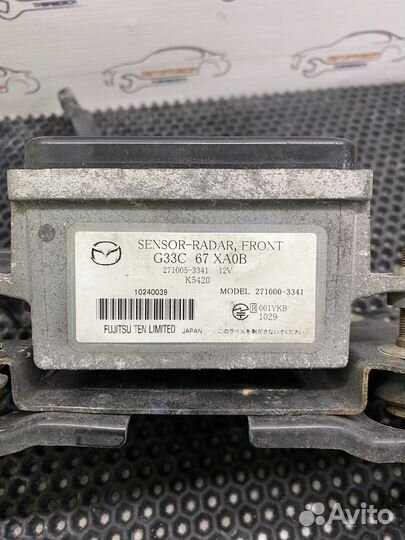 SENSOR-RADAR, FRONT
G33C 67 XA0B
271005-3341 12V
K5420
10240039
MODEL 271000-3341
R 001YKB
1029
FUJITSU TEN LIMITED JAPAN
このラベルを剥がさないでください
Avito